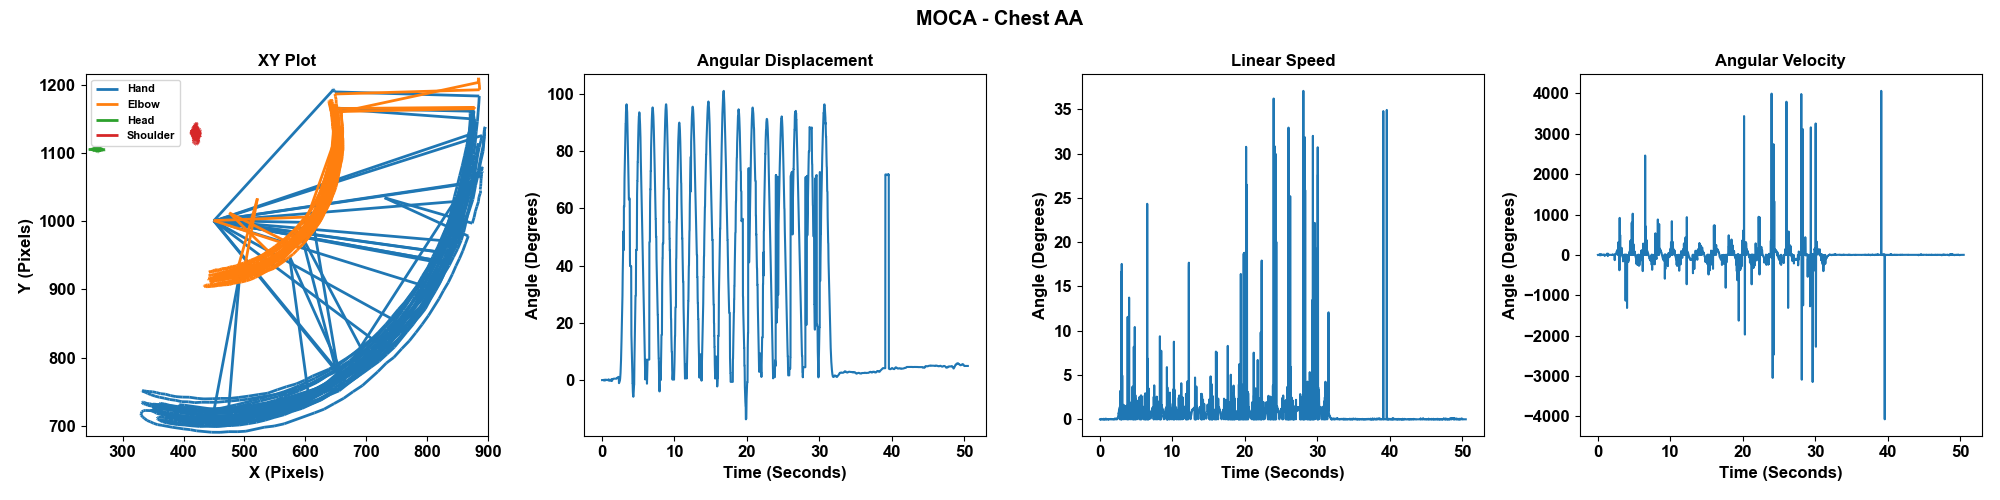 MOCA - Chest AA
XY Plot
Y (Pixels)
1200
1100
1000
900
800
700
Hand
Elbow
Head
Shoulder
300 400 500 600 700 800 900
X (Pixels)
Angular Displacement
Angle (Degrees)
100
80
60
40
20
0
0 10 20 30 40 50
Time (Seconds)
Linear Speed
Angle (Degrees)
35
30
25
20
15
10
5
0
0 10 20 30 40 50
Time (Seconds)
Angular Velocity
Angle (Degrees)
4000
3000
2000
1000
0
−1000
−2000
−3000
−4000
0 10 20 30 40 50
Time (Seconds)